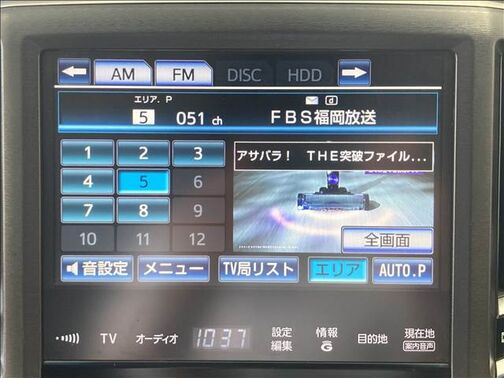 AM FM DISC HDD
エリア.P d
5 051 ch FBS福岡放送
1 2 3 アサバラ! THE突破ファイル...
4 5 6
7 8 9
10 11 12 全画面
音設定 メニュー TV局リスト エリア AUTO.P
TV オーディオ 10:37 設定編集 情報G 目的地 現在地
案内音声